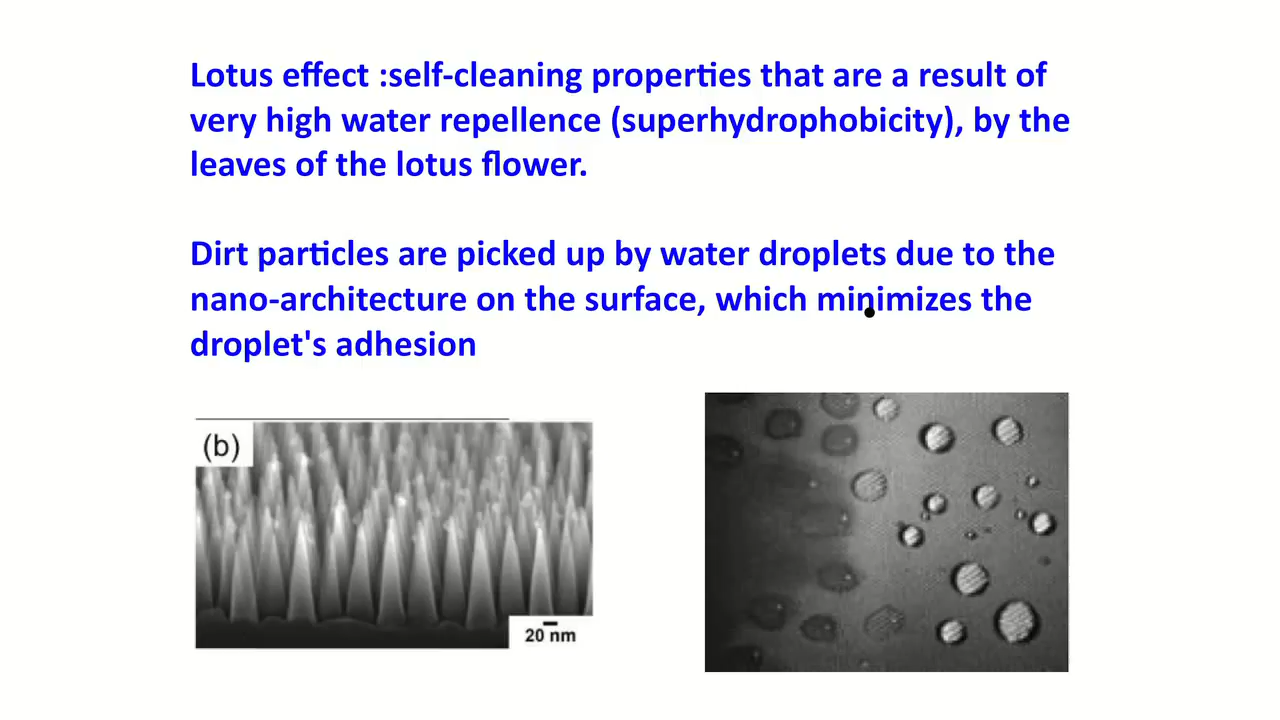 Lotus effect :self-cleaning properties that are a result of
very high water repellence (superhydrophobicity), by the
leaves of the lotus flower.
Dirt particles are picked up by water droplets due to the
nano-architecture on the surface, which minimizes the
droplet's adhesion
(b)
20 nm